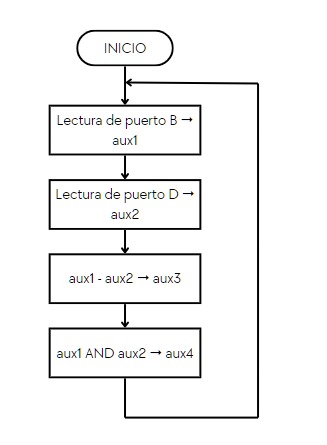 INICIO
Lectura de puerto B →
aux1
Lectura de puerto D →
aux2
aux1 - aux2 → aux3
aux1 AND aux2 → aux4